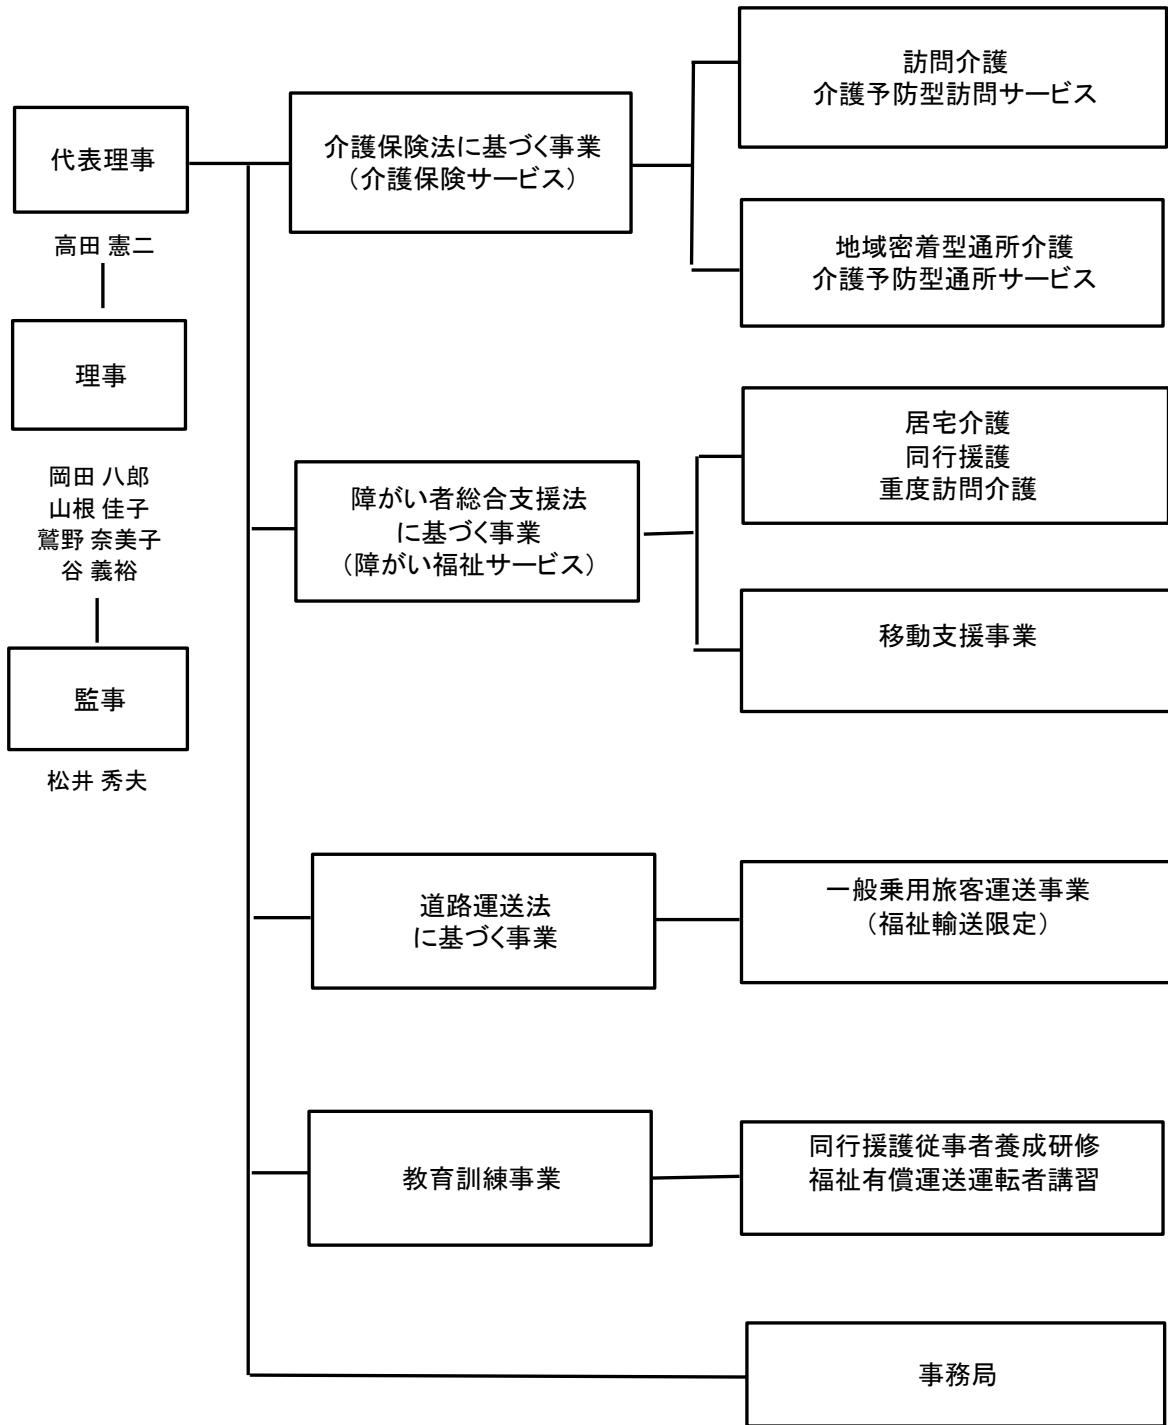 代表理事
高田 憲二
理事
岡田 八郎
山根 佳子
鷲野 奈美子
谷 義裕
監事
松井 秀夫
介護保険法に基づく事業
（介護保険サービス）
訪問介護
介護予防型訪問サービス
地域密着型通所介護
介護予防型通所サービス
障がい者総合支援法
に基づく事業
（障がい福祉サービス）
居宅介護
同行援護
重度訪問介護
移動支援事業
道路運送法
に基づく事業
一般乗用旅客運送事業
（福祉輸送限定）
教育訓練事業
同行援護従事者養成研修
福祉有償運送運転者講習
事務局